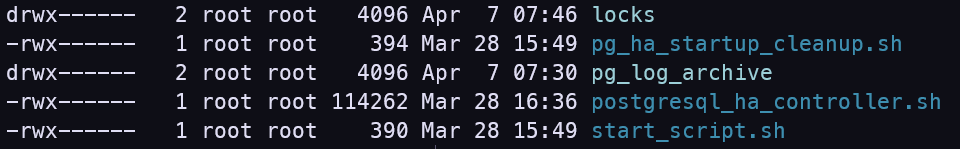 drwx------   2 root root   4096 Apr  7 07:46 locks
-rwx------   1 root root    394 Mar 28 15:49 pg_ha_startup_cleanup.sh
drwx------   2 root root   4096 Apr  7 07:30 pg_log_archive
-rwx------   1 root root 114262 Mar 28 16:36 postgresql_ha_controller.sh
-rwx------   1 root root    390 Mar 28 15:49 start_script.sh